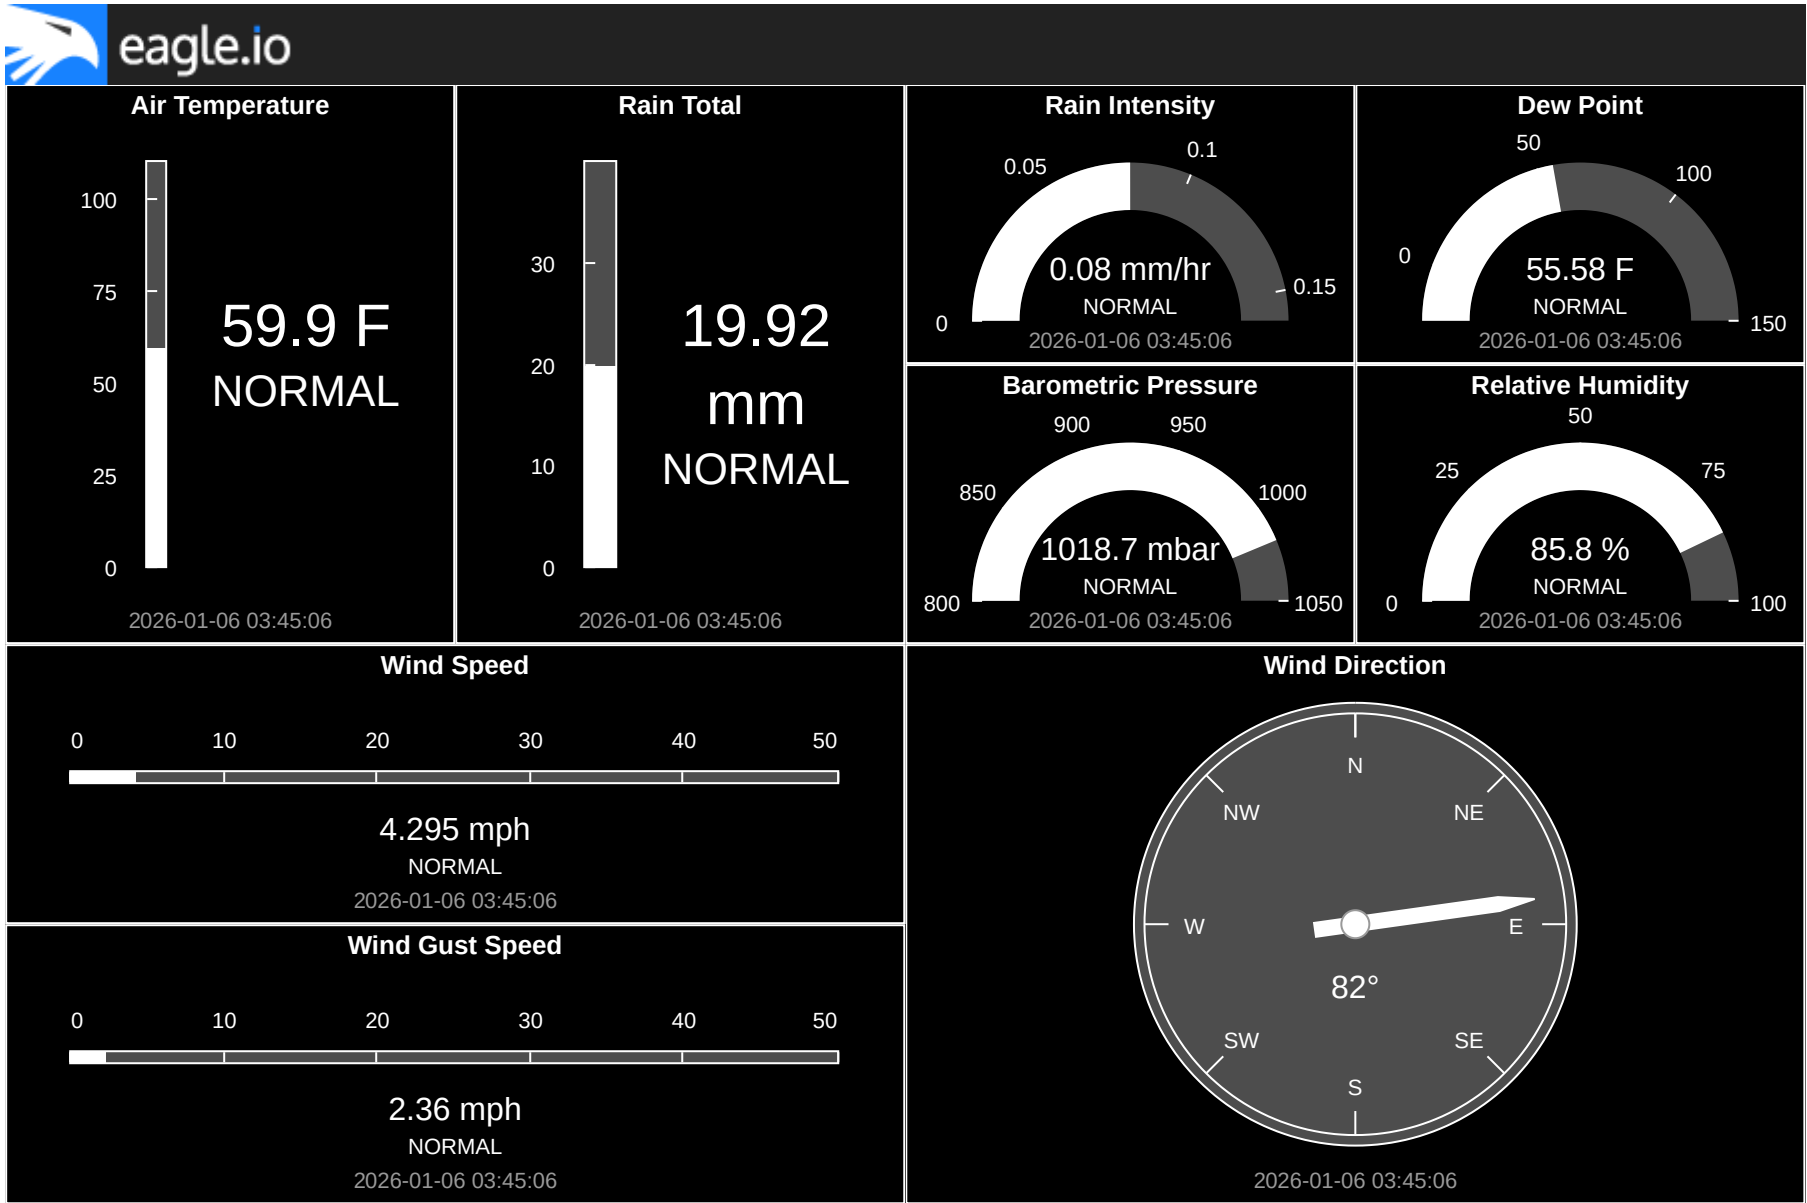 eagle.io
Air Temperature
100
75
50
25
0
59.9 F
NORMAL
2026-01-06 03:45:06
Rain Total
30
20
10
0
19.92
mm
NORMAL
2026-01-06 03:45:06
Rain Intensity
0
0.05
0.1
0.15
0.08 mm/hr
NORMAL
2026-01-06 03:45:06
Dew Point
0
50
100
150
55.58 F
NORMAL
2026-01-06 03:45:06
Barometric Pressure
800
850
900
950
1000
1050
1018.7 mbar
NORMAL
2026-01-06 03:45:06
Relative Humidity
0
25
50
75
100
85.8 %
NORMAL
2026-01-06 03:45:06
Wind Speed
0 10 20 30 40 50
4.295 mph
NORMAL
2026-01-06 03:45:06
Wind Gust Speed
0 10 20 30 40 50
2.36 mph
NORMAL
2026-01-06 03:45:06
Wind Direction
N
NW NE
W E
82°
SW SE
S
2026-01-06 03:45:06